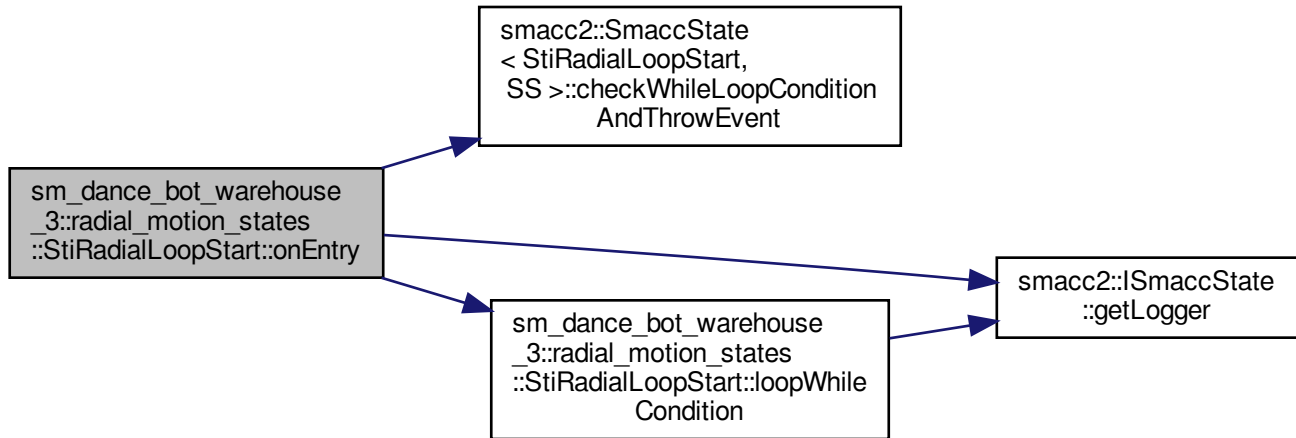 smacc2::SmaccState
< StiRadialLoopStart,
SS >::checkWhileLoopCondition
AndThrowEvent
sm_dance_bot_warehouse
_3::radial_motion_states
::StiRadialLoopStart::onEntry
smacc2::ISmaccState
::getLogger
sm_dance_bot_warehouse
_3::radial_motion_states
::StiRadialLoopStart::loopWhile
Condition